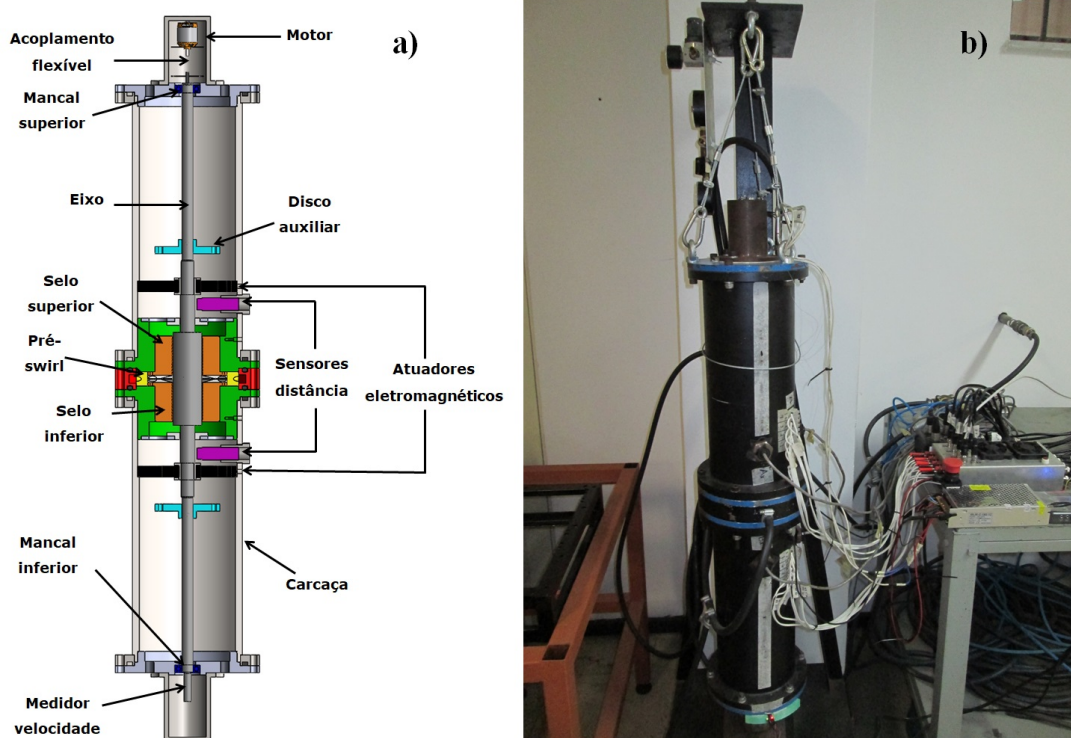 a)
b)
Motor
Acoplamento
flexível
Mancal
superior
Eixo
Disco
auxiliar
Selo
superior
Pré-
swirl
Sensores
distância
Atuadores
eletromagnéticos
Selo
inferior
Mancal
inferior
Carcaça
Medidor
velocidade